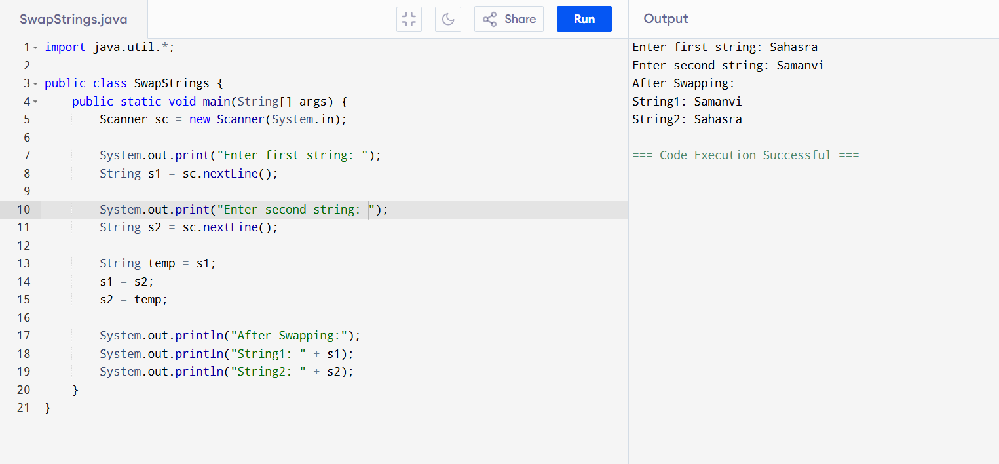 SwapStrings.java
Share
Run
Output
1 import java.util.*;
2
3 public class SwapStrings {
4     public static void main(String[] args) {
5         Scanner sc = new Scanner(System.in);
6
7         System.out.print("Enter first string: ");
8         String s1 = sc.nextLine();
9
10         System.out.print("Enter second string: ");
11         String s2 = sc.nextLine();
12
13         String temp = s1;
14         s1 = s2;
15         s2 = temp;
16
17         System.out.println("After Swapping:");
18         System.out.println("String1: " + s1);
19         System.out.println("String2: " + s2);
20     }
21 }
Enter first string: Sahasra
Enter second string: Samanvi
After Swapping:
String1: Samanvi
String2: Sahasra
=== Code Execution Successful ===